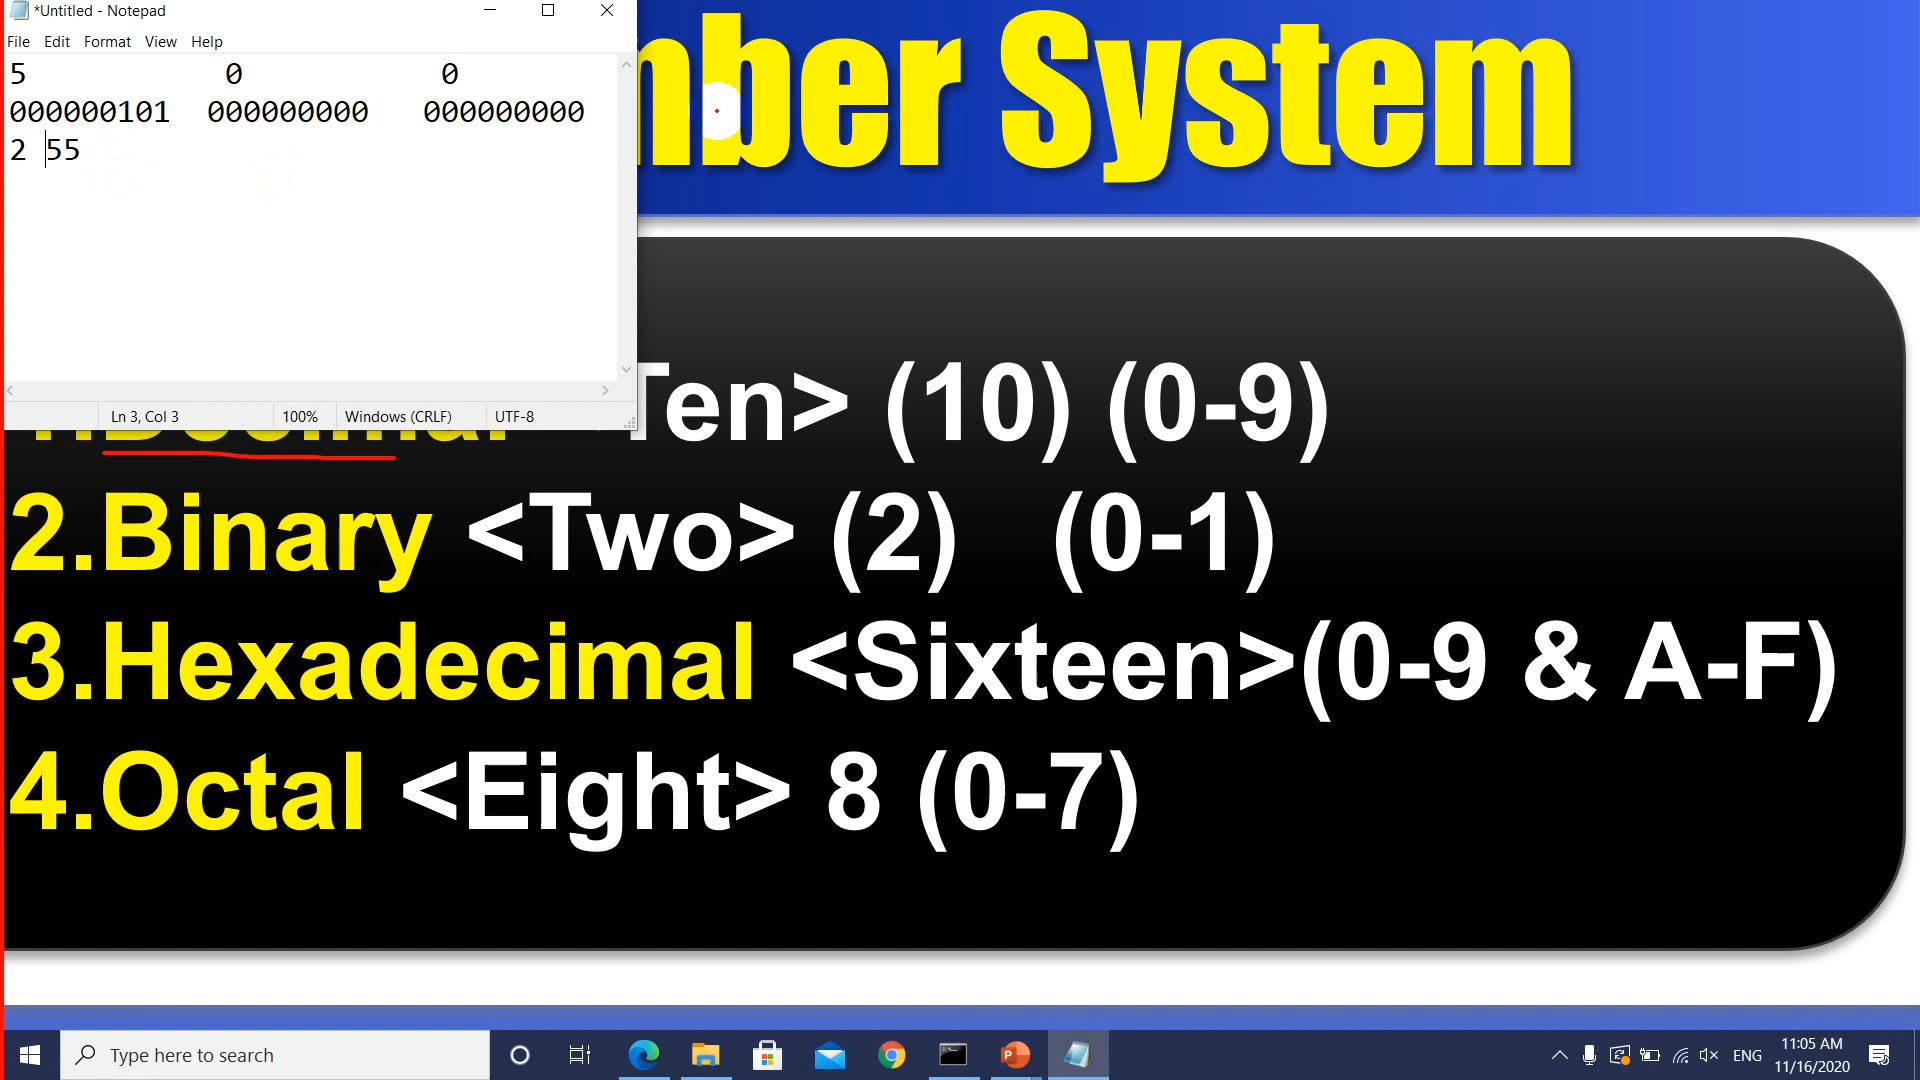 *Untitled - Notepad
File Edit Format View Help
5 0 0
000000101 000000000 000000000
2 55
Ln 3, Col 3 100% Windows (CRLF) UTF-8
mber System
1.Decimal Ten> (10) (0-9)
2.Binary <Two> (2) (0-1)
3.Hexadecimal <Sixteen>(0-9 & A-F)
4.Octal <Eight> 8 (0-7)
Type here to search
ENG
11:05 AM
11/16/2020